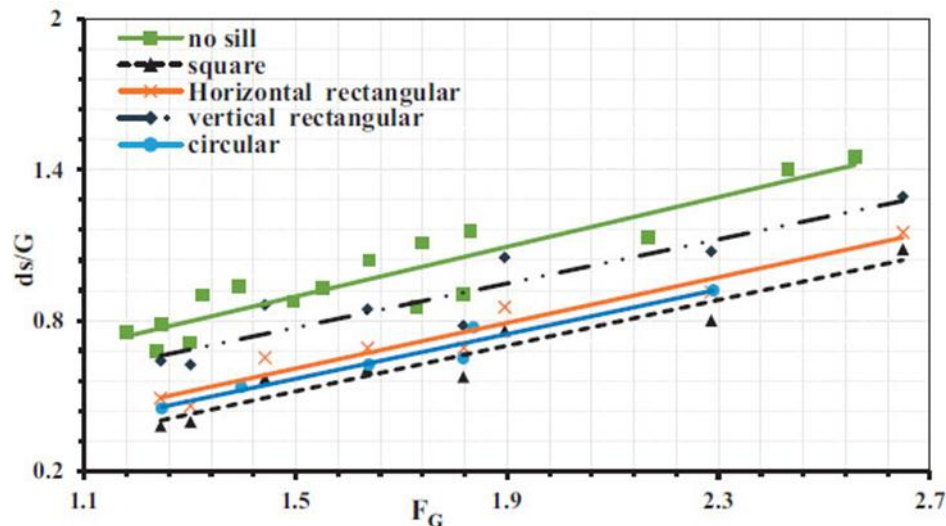 2
no sill
square
Horizontal rectangular
vertical rectangular
circular
1.4
ds/G
0.8
0.2
1.1 1.5 1.9 2.3 2.7
F_G